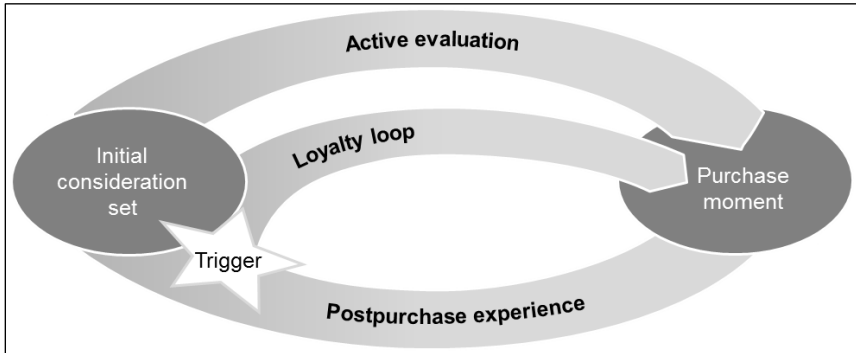 Active evaluation
Loyalty loop
Initial
consideration
set
Purchase
moment
Trigger
Postpurchase experience